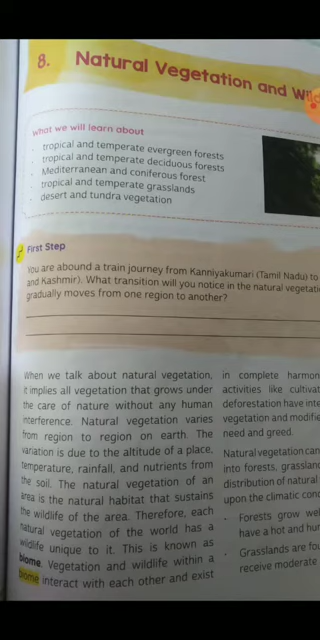 8. Natural Vegetation and Wild
What we will learn about
· tropical and temperate evergreen forests
· tropical and temperate deciduous forests
· Mediterranean and coniferous forest
· tropical and temperate grasslands
· desert and tundra vegetation
First Step
You are abound a train journey from Kanniyakumari (Tamil Nadu) to
and Kashmir). What transition will you notice in the natural vegetati
gradually moves from one region to another?
When we talk about natural vegetation,
it implies all vegetation that grows under
the care of nature without any human
interference. Natural vegetation varies
from region to region on earth. The
variation is due to the altitude of a place,
temperature, rainfall, and nutrients from
the soil. The natural vegetation of an
area is the natural habitat that sustains
the wildlife of the area. Therefore, each
natural vegetation of the world has a
wildlife unique to it. This is known as
biome. Vegetation and wildlife within a
biome interact with each other and exist
in complete harmon
activities like cultivat
deforestation have inte
vegetation and modifie
need and greed.
Natural vegetation can
into forests, grasslan
distribution of natural
upon the climatic cond
· Forests grow wel
have a hot and hum
· Grasslands are fou
receive moderate